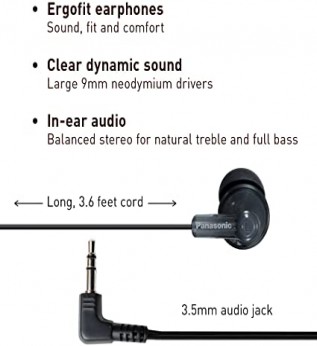 • Ergofit earphones
Sound, fit and comfort
• Clear dynamic sound
Large 9mm neodymium drivers
• In-ear audio
Balanced stereo for natural treble and full bass
Long, 3.6 feet cord
Panasonic
3.5mm audio jack